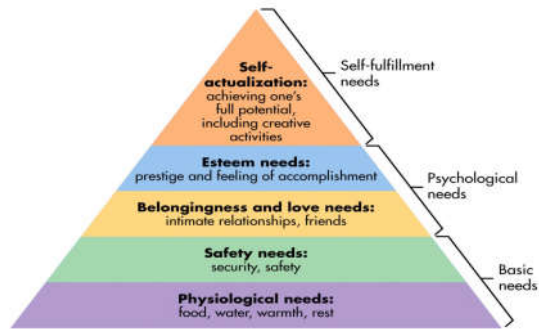 Self-
actualization:
achieving one's
full potential,
including creative
activities
Self-fulfillment
needs
Esteem needs:
prestige and feeling of accomplishment
Psychological
needs
Belongingness and love needs:
intimate relationships, friends
Safety needs:
security, safety
Basic
needs
Physiological needs:
food, water, warmth, rest